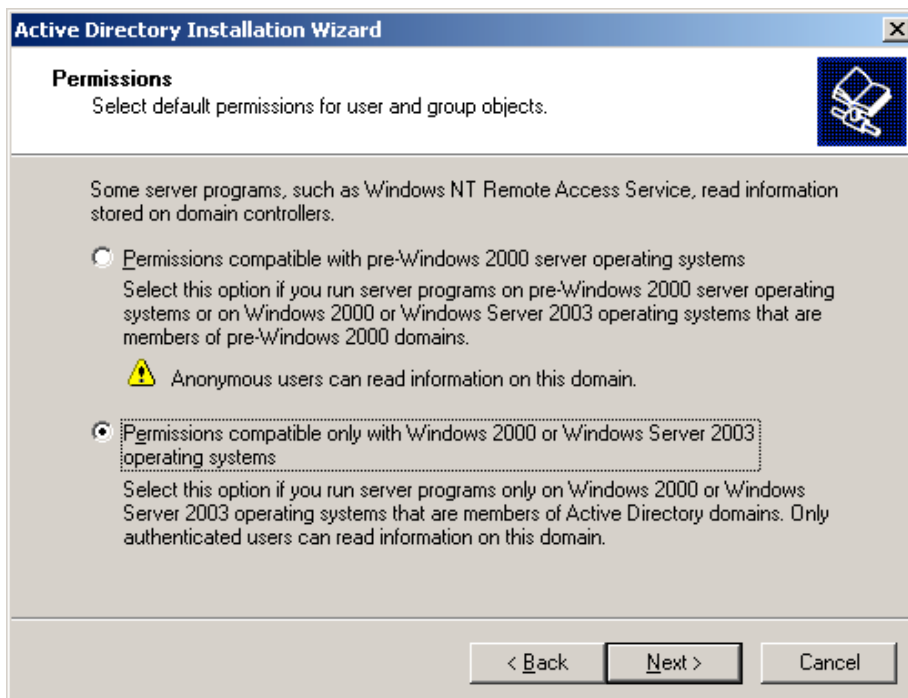 Active Directory Installation Wizard
Permissions
Select default permissions for user and group objects.
Some server programs, such as Windows NT Remote Access Service, read information
stored on domain controllers.
Permissions compatible with pre-Windows 2000 server operating systems
Select this option if you run server programs on pre-Windows 2000 server operating
systems or on Windows 2000 or Windows Server 2003 operating systems that are
members of pre-Windows 2000 domains.
Anonymous users can read information on this domain.
Permissions compatible only with Windows 2000 or Windows Server 2003
operating systems
Select this option if you run server programs only on Windows 2000 or Windows
Server 2003 operating systems that are members of Active Directory domains. Only
authenticated users can read information on this domain.
< Back Next > Cancel